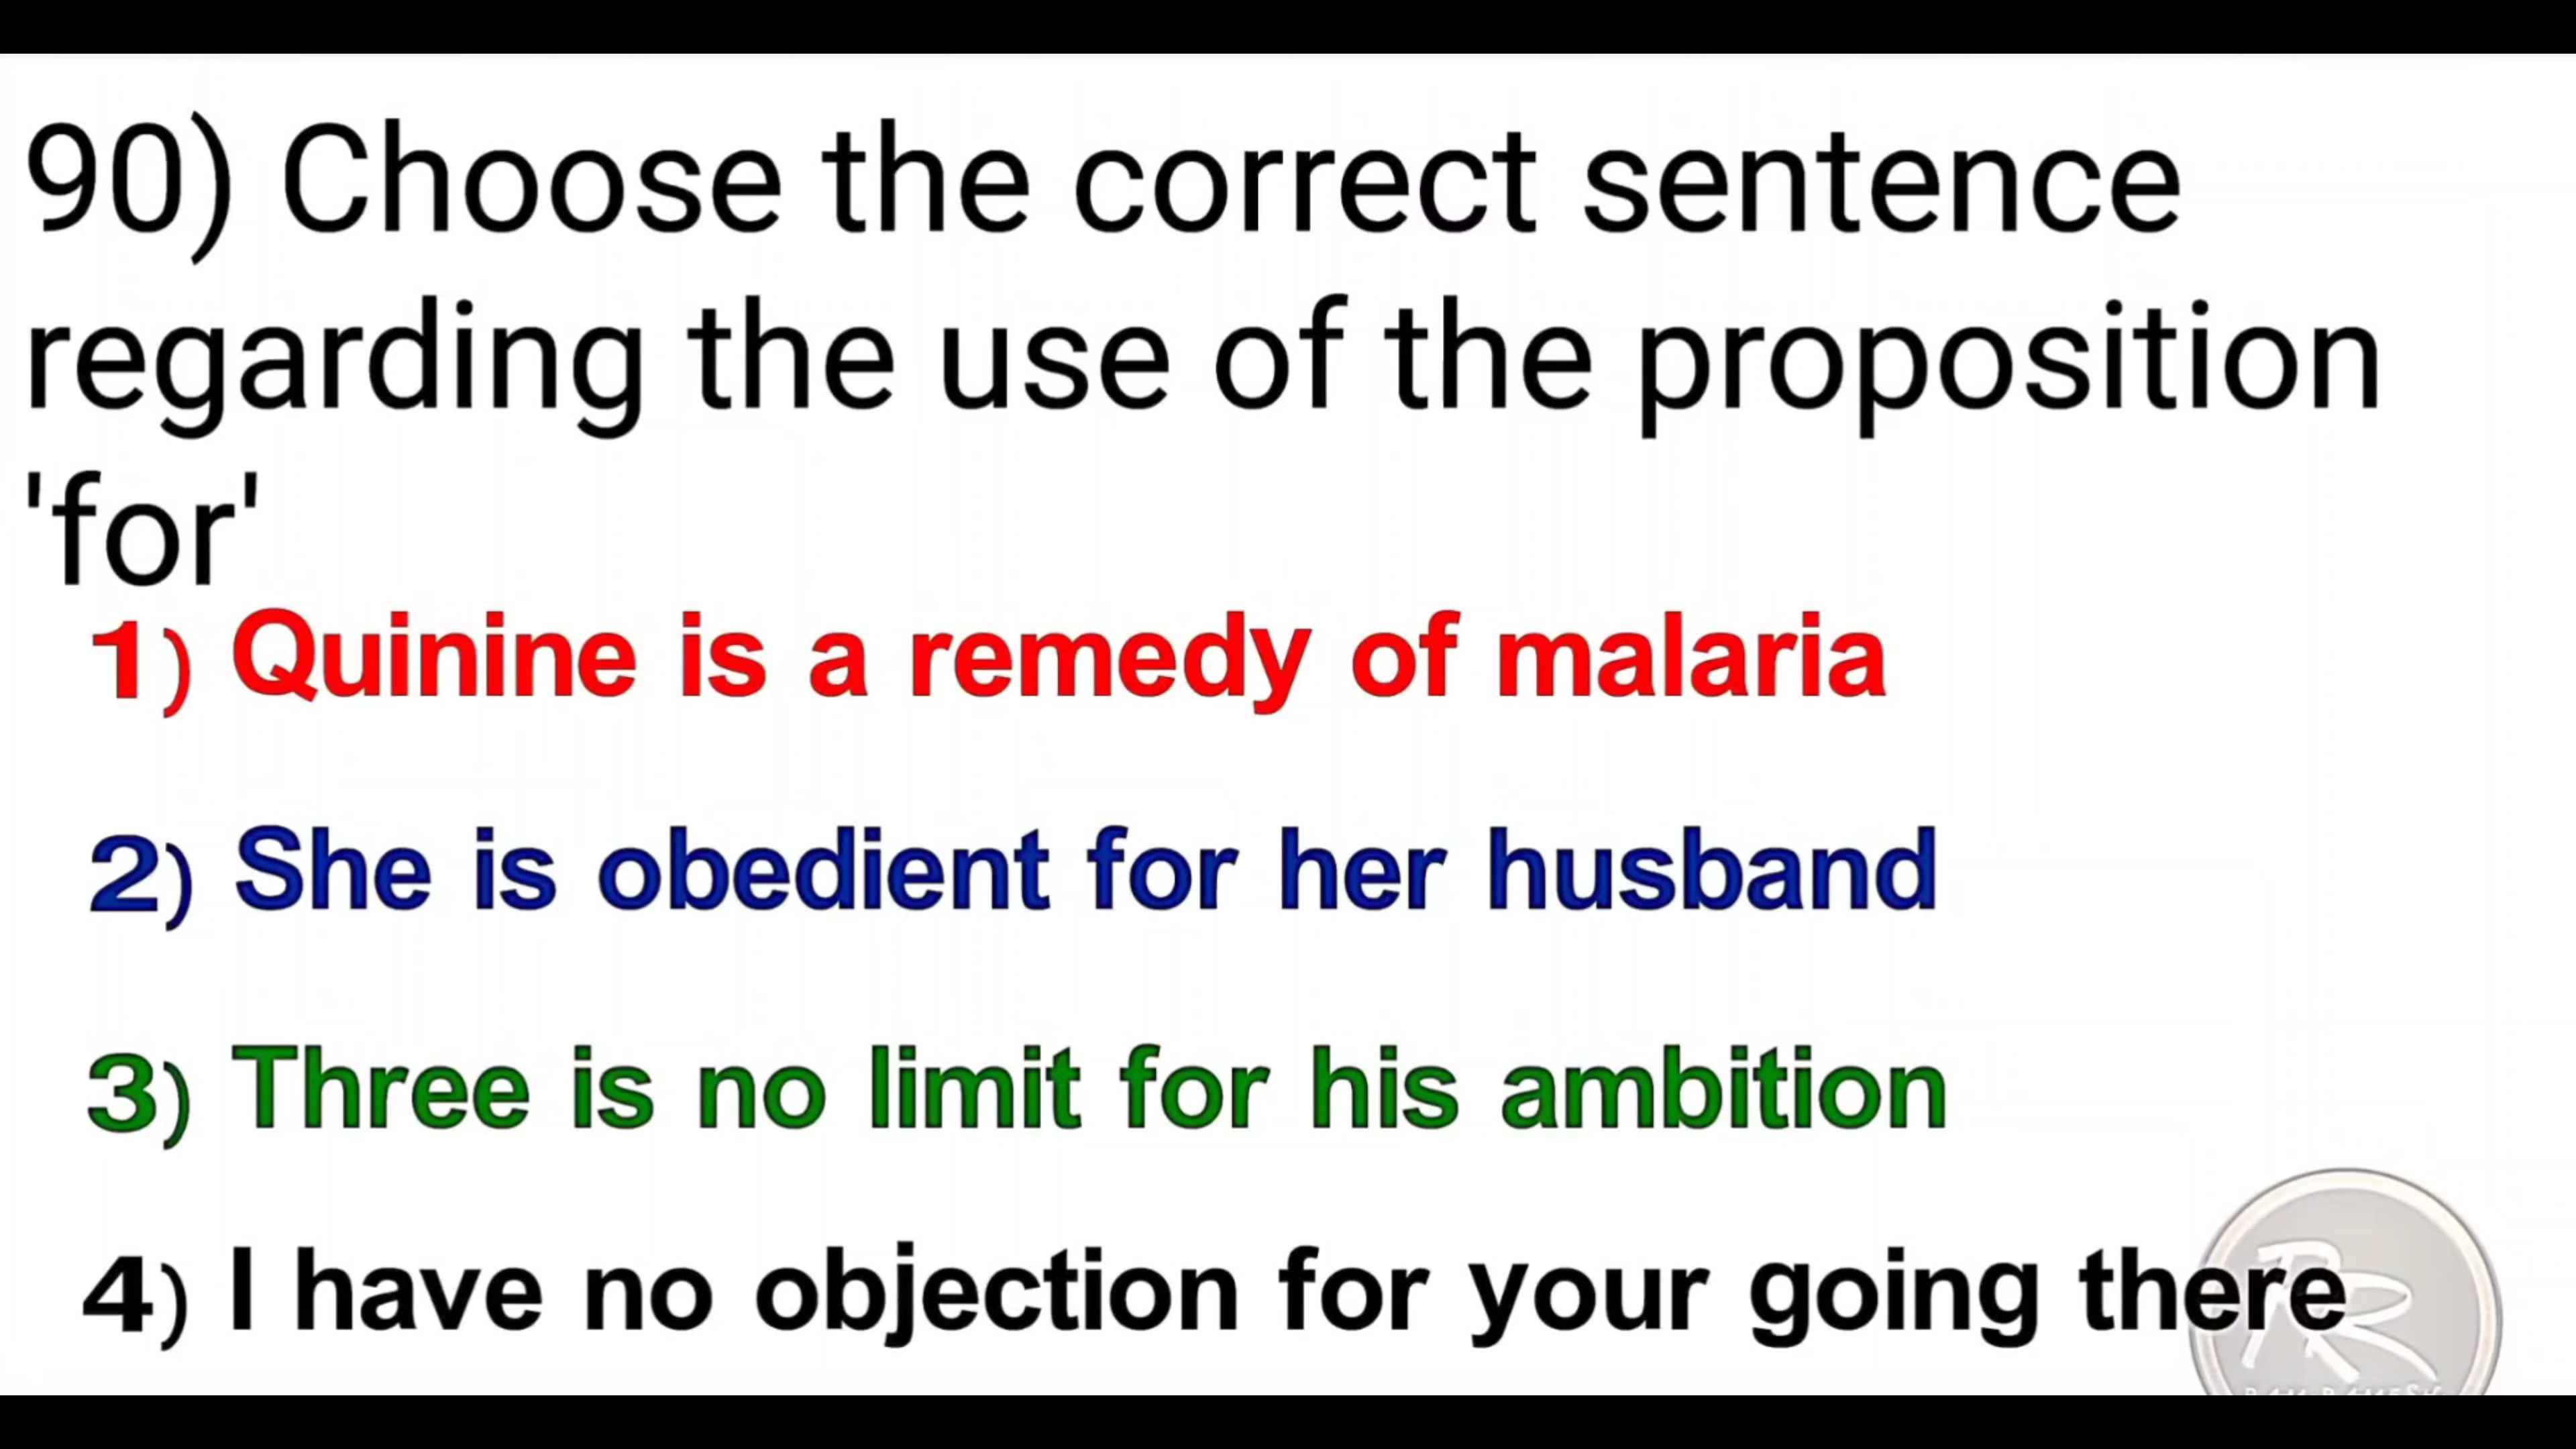 90) Choose the correct sentence
regarding the use of the proposition
'for'
1) Quinine is a remedy of malaria
2) She is obedient for her husband
3) Three is no limit for his ambition
4) I have no objection for your going there
RR